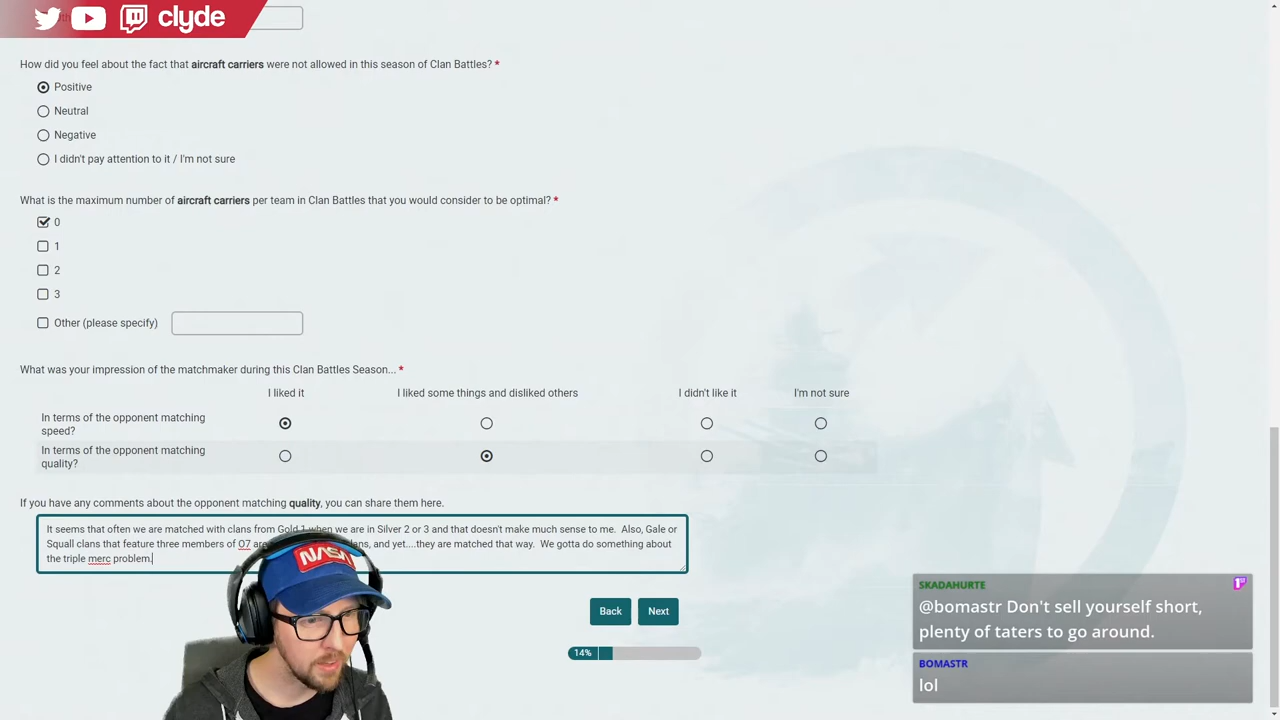 clyde
How did you feel about the fact that aircraft carriers were not allowed in this season of Clan Battles? *
Positive
Neutral
Negative
I didn't pay attention to it / I'm not sure
What is the maximum number of aircraft carriers per team in Clan Battles that you would consider to be optimal? *
0
1
2
3
Other (please specify)
What was your impression of the matchmaker during this Clan Battles Season... *
I liked it I liked some things and disliked others I didn't like it I'm not sure
In terms of the opponent matching
speed?
In terms of the opponent matching
quality?
If you have any comments about the opponent matching quality, you can share them here.
It seems that often we are matched with clans from Gold 1 when we are in Silver 2 or 3 and that doesn't make much sense to me. Also, Gale or
Squall clans that feature three members of O7 and yet....they are matched that way. We gotta do something about
the triple merc problem.
NASA
Back Next
14%
SKADAHURTE
@bomastr Don't sell yourself short,
plenty of taters to go around.
BOMASTR
lol